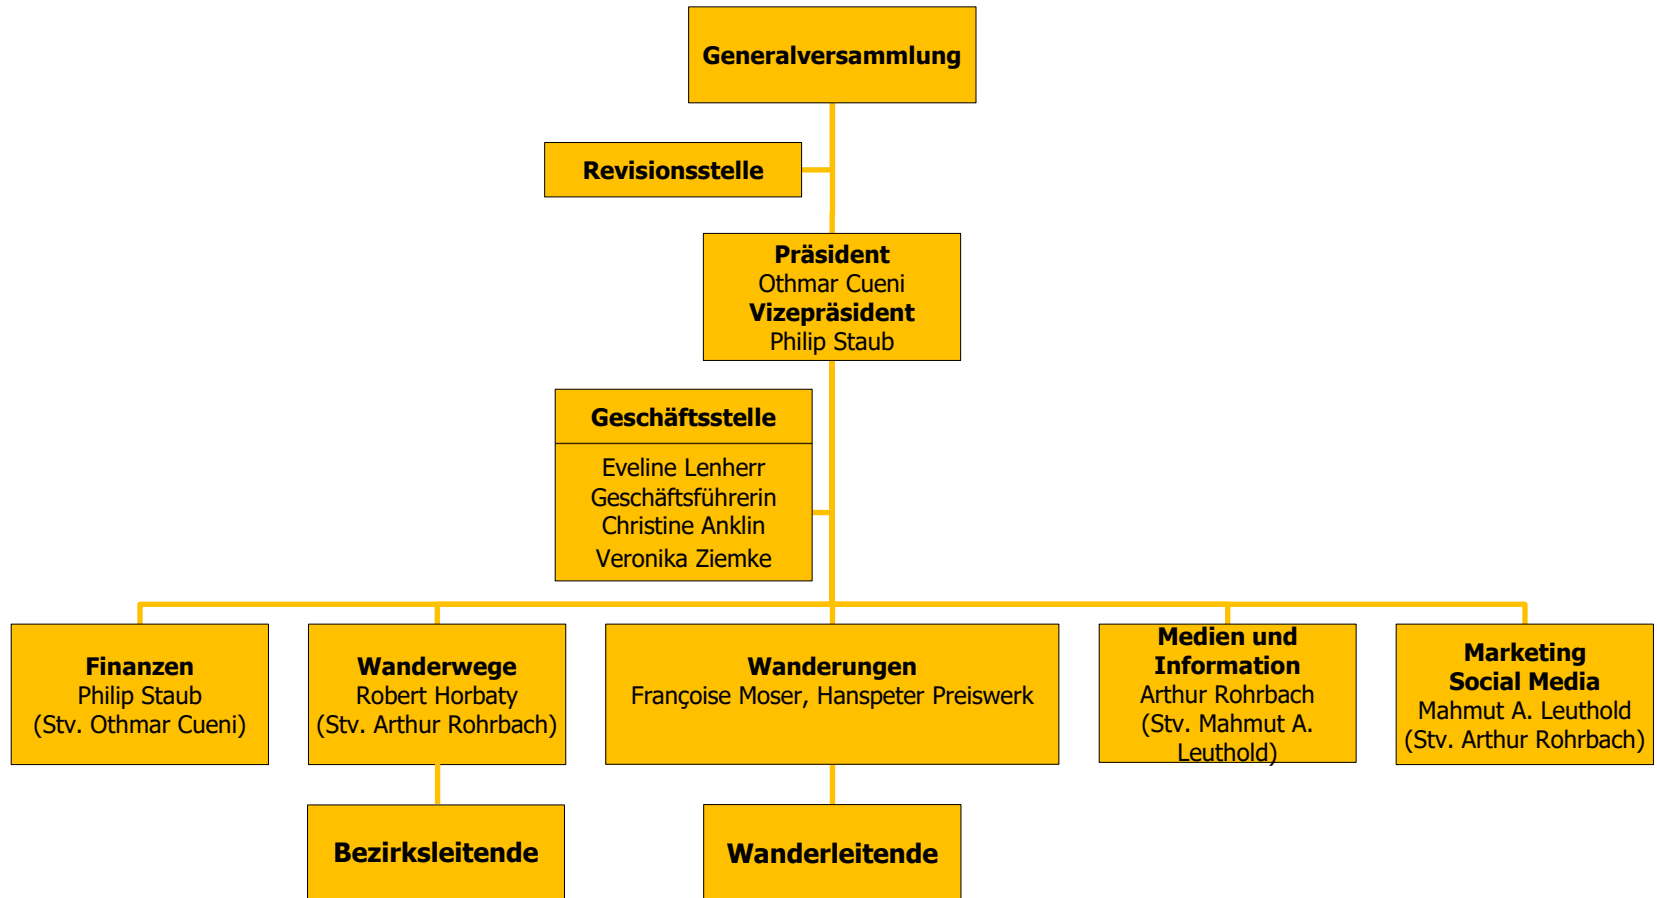 Generalversammlung
Revisionsstelle
Präsident
Othmar Cueni
Vizepräsident
Philip Staub
Geschäftsstelle
Eveline Lenherr
Geschäftsführerin
Christine Anklin
Veronika Ziemke
Finanzen
Philip Staub
(Stv. Othmar Cueni)
Wanderwege
Robert Horbaty
(Stv. Arthur Rohrbach)
Wanderungen
Françoise Moser, Hanspeter Preiswerk
Medien und
Information
Arthur Rohrbach
(Stv. Mahmut A.
Leuthold)
Marketing
Social Media
Mahmut A. Leuthold
(Stv. Arthur Rohrbach)
Bezirksleitende
Wanderleitende